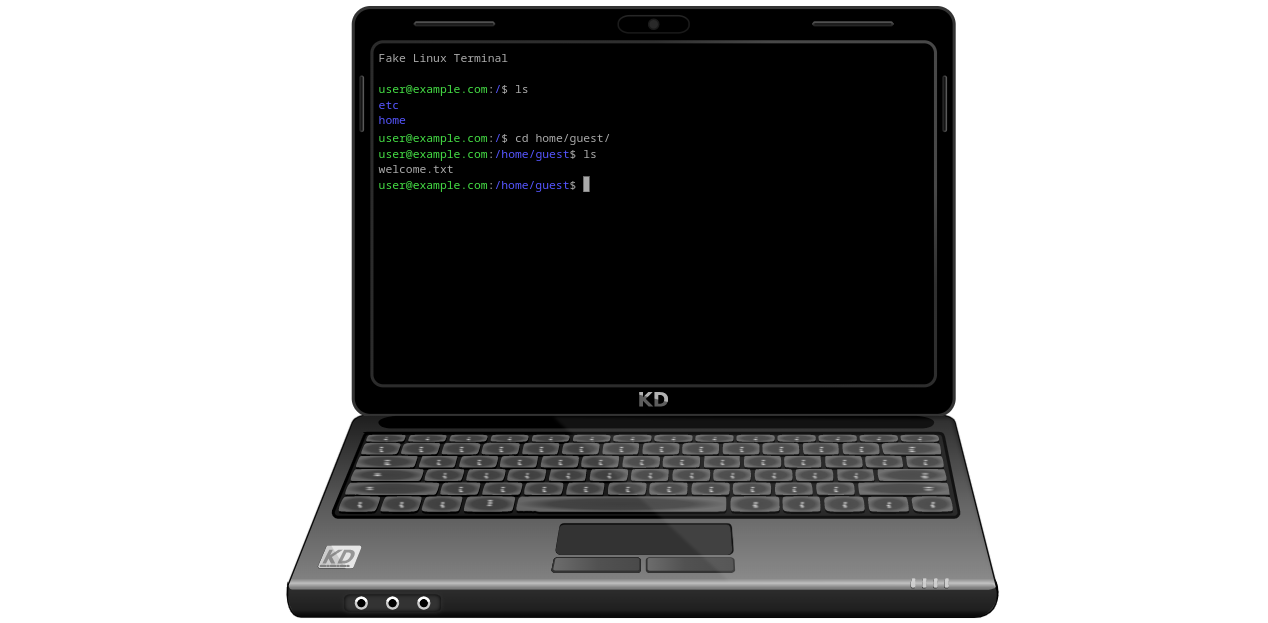 Fake Linux Terminal
user@example.com:/$ ls
etc
home
user@example.com:/$ cd home/guest/
user@example.com:/home/guest$ ls
welcome.txt
user@example.com:/home/guest$
KD
KD